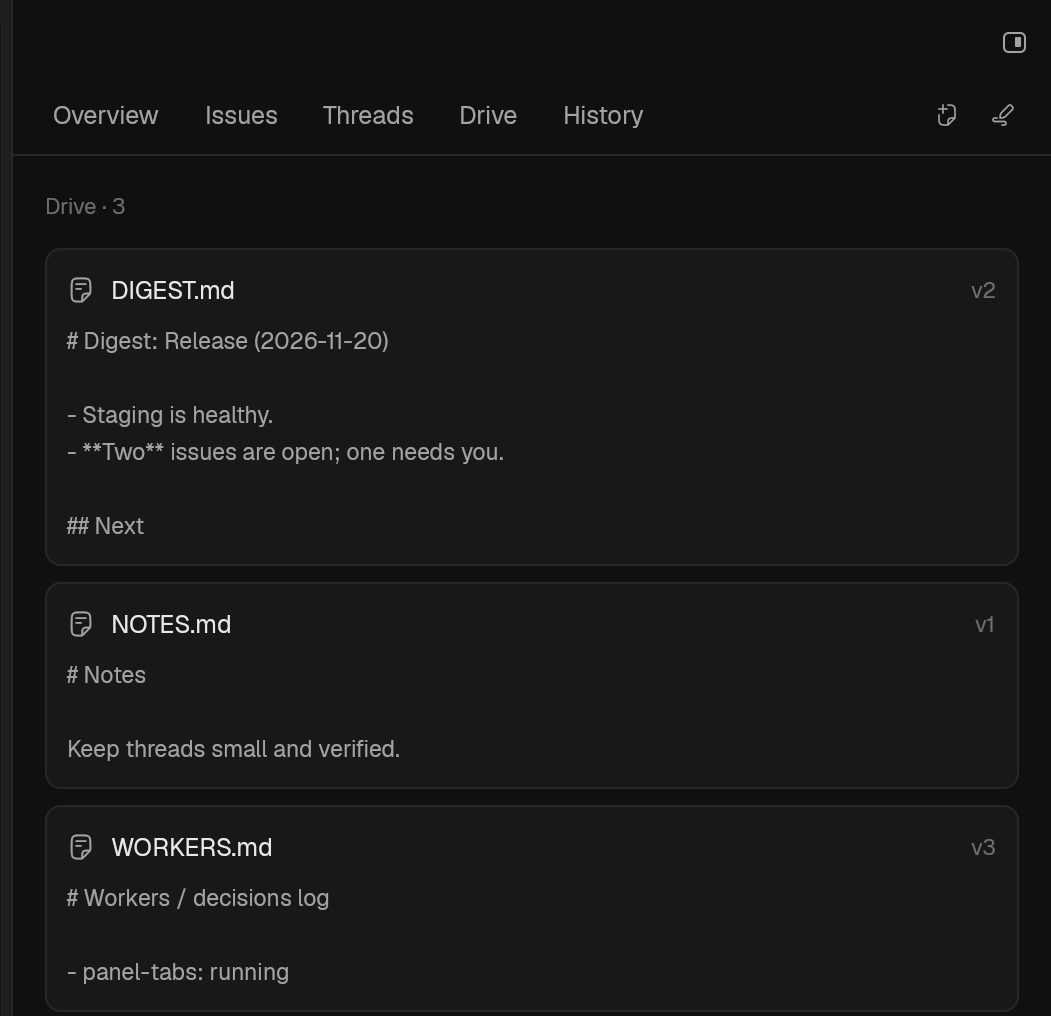 Overview Issues Threads Drive History
Drive · 3
DIGEST.md v2
# Digest: Release (2026-11-20)
- Staging is healthy.
- **Two** issues are open; one needs you.
## Next
NOTES.md v1
# Notes
Keep threads small and verified.
WORKERS.md v3
# Workers / decisions log
- panel-tabs: running